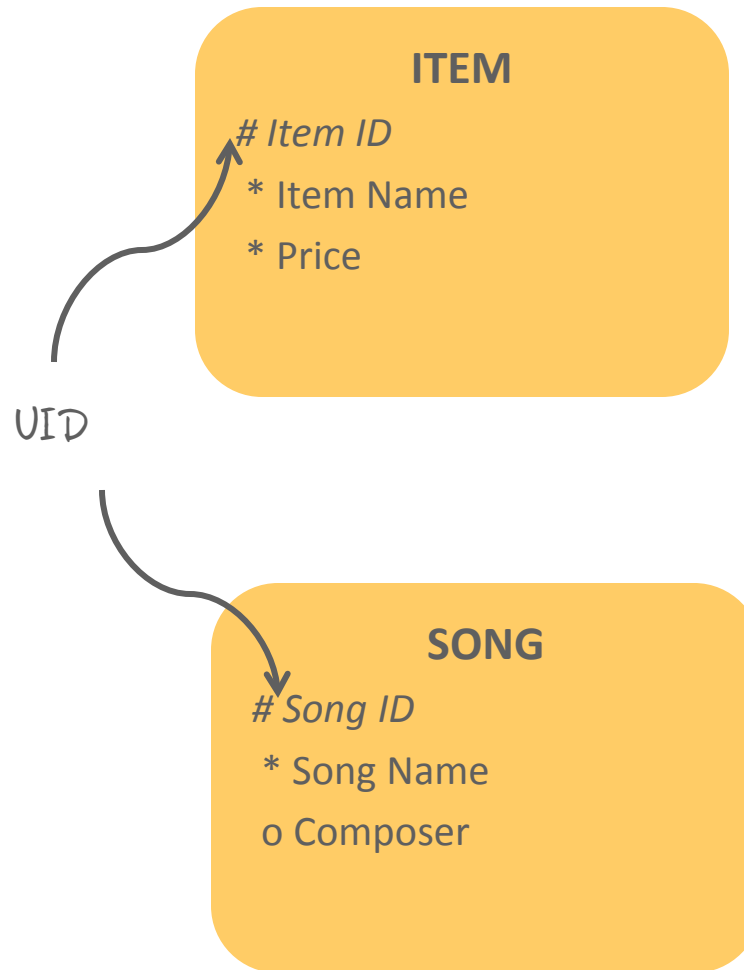 ITEM
# Item ID
* Item Name
* Price
UID
SONG
# Song ID
* Song Name
o Composer